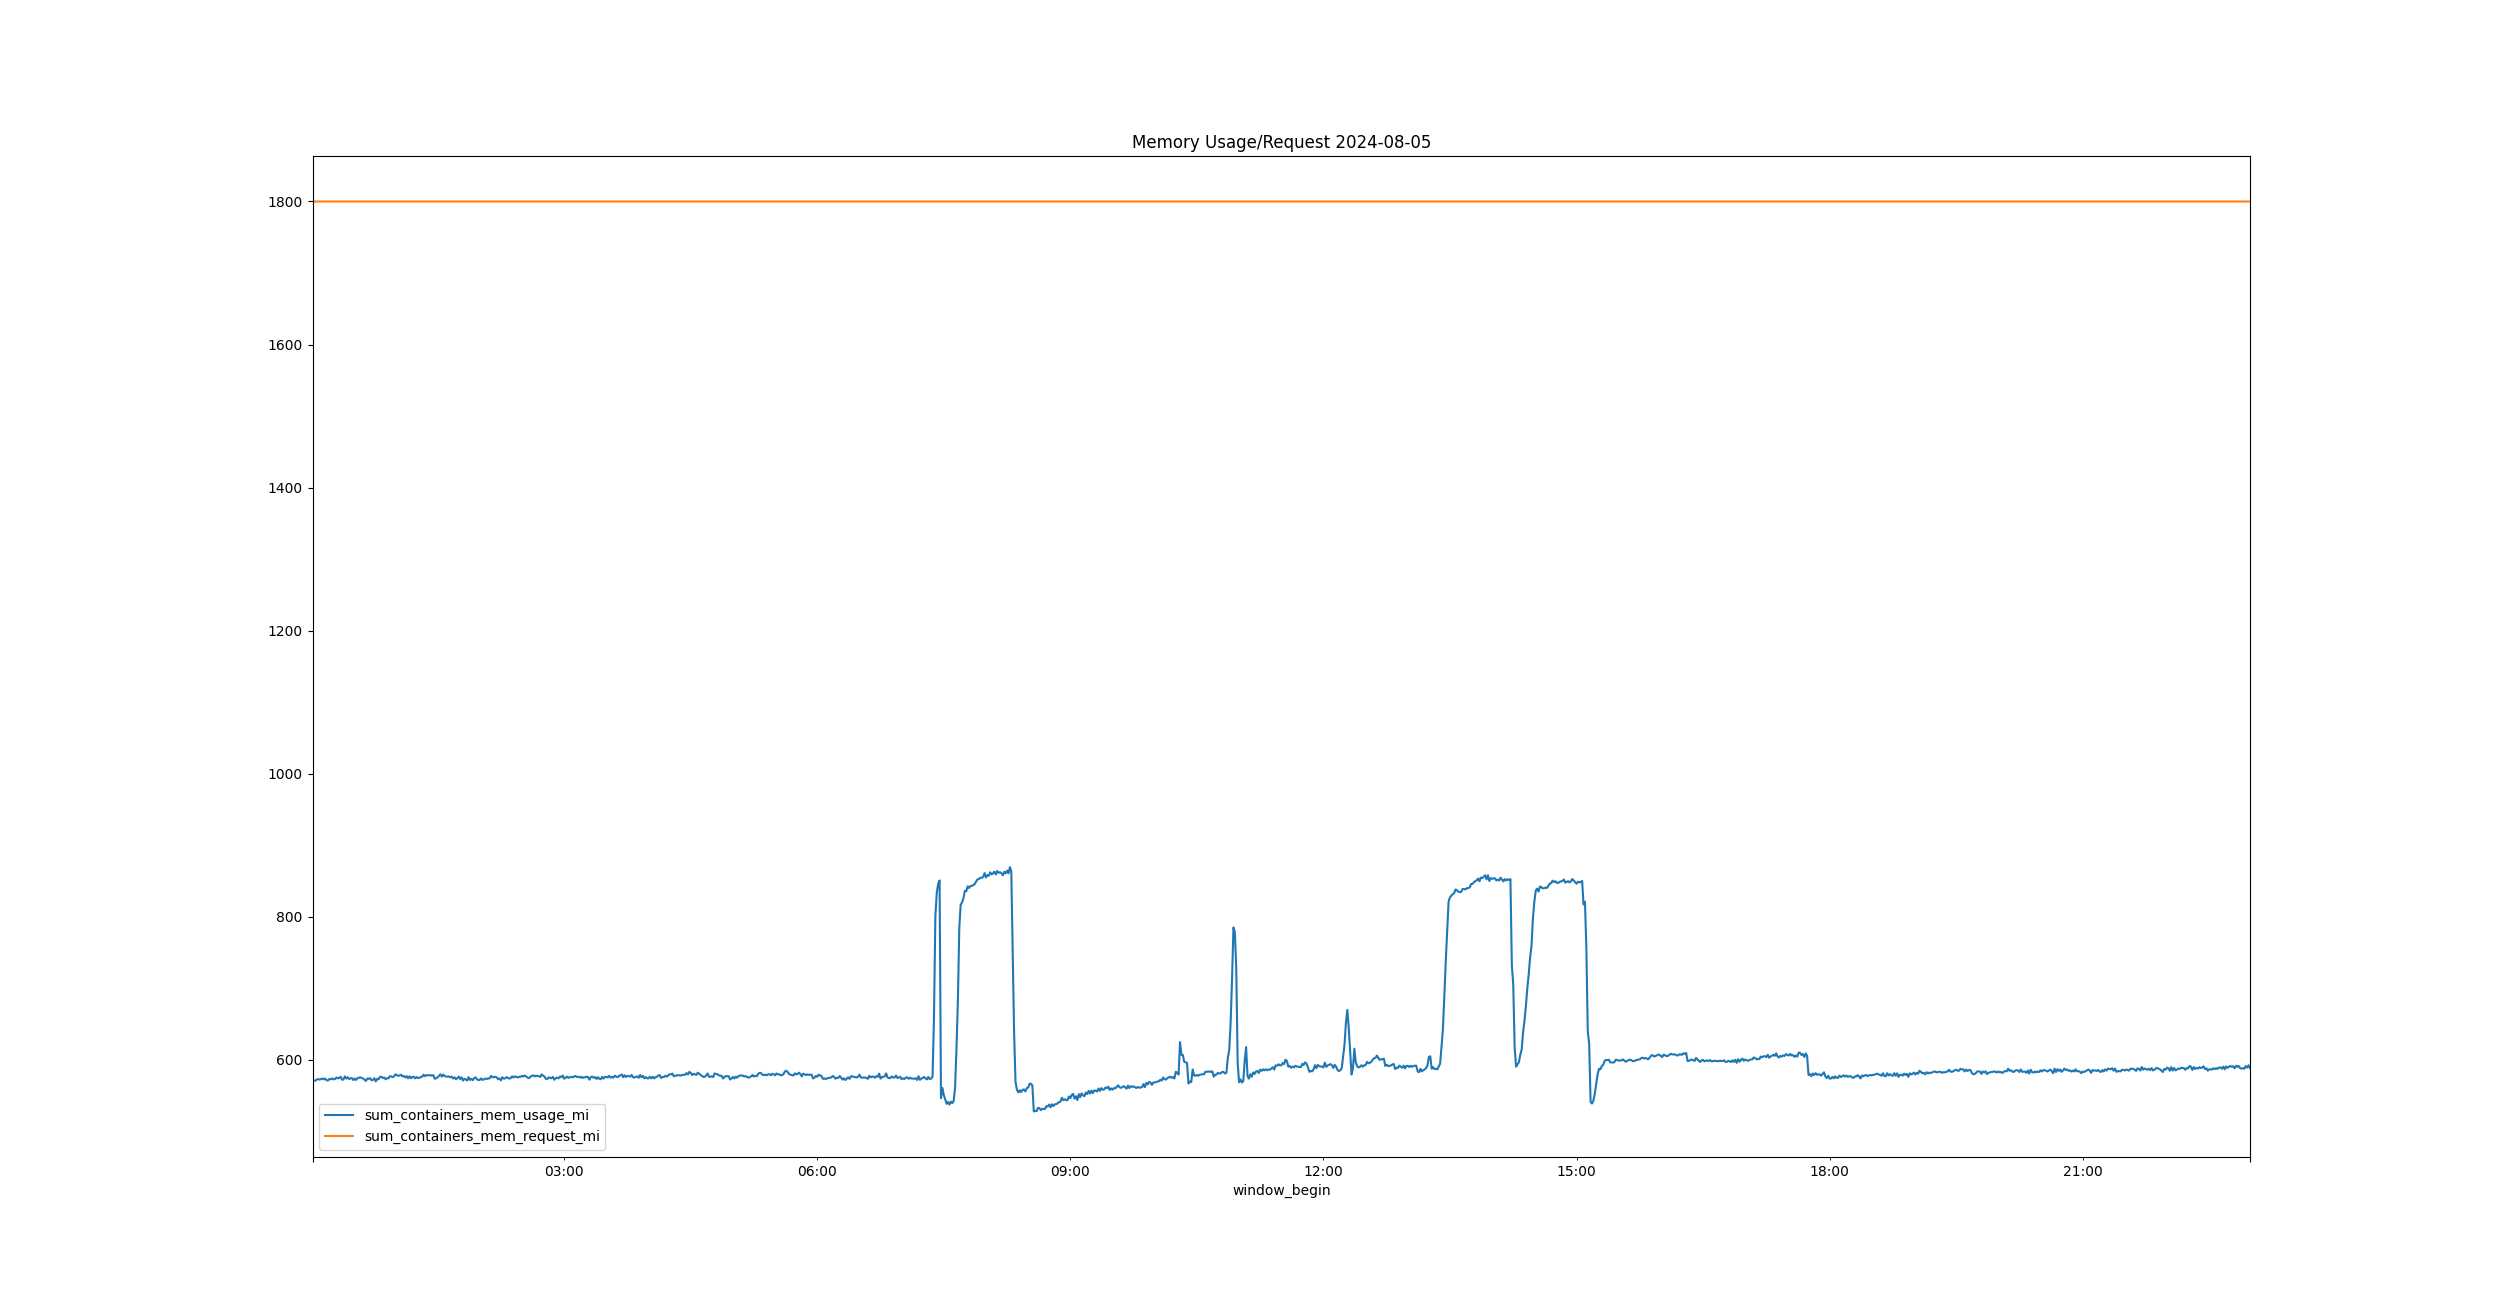 Memory Usage/Request 2024-08-05
1800
1600
1400
1200
1000
800
600
sum_containers_mem_usage_mi
sum_containers_mem_request_mi
03:00 06:00 09:00 12:00 15:00 18:00 21:00
window_begin